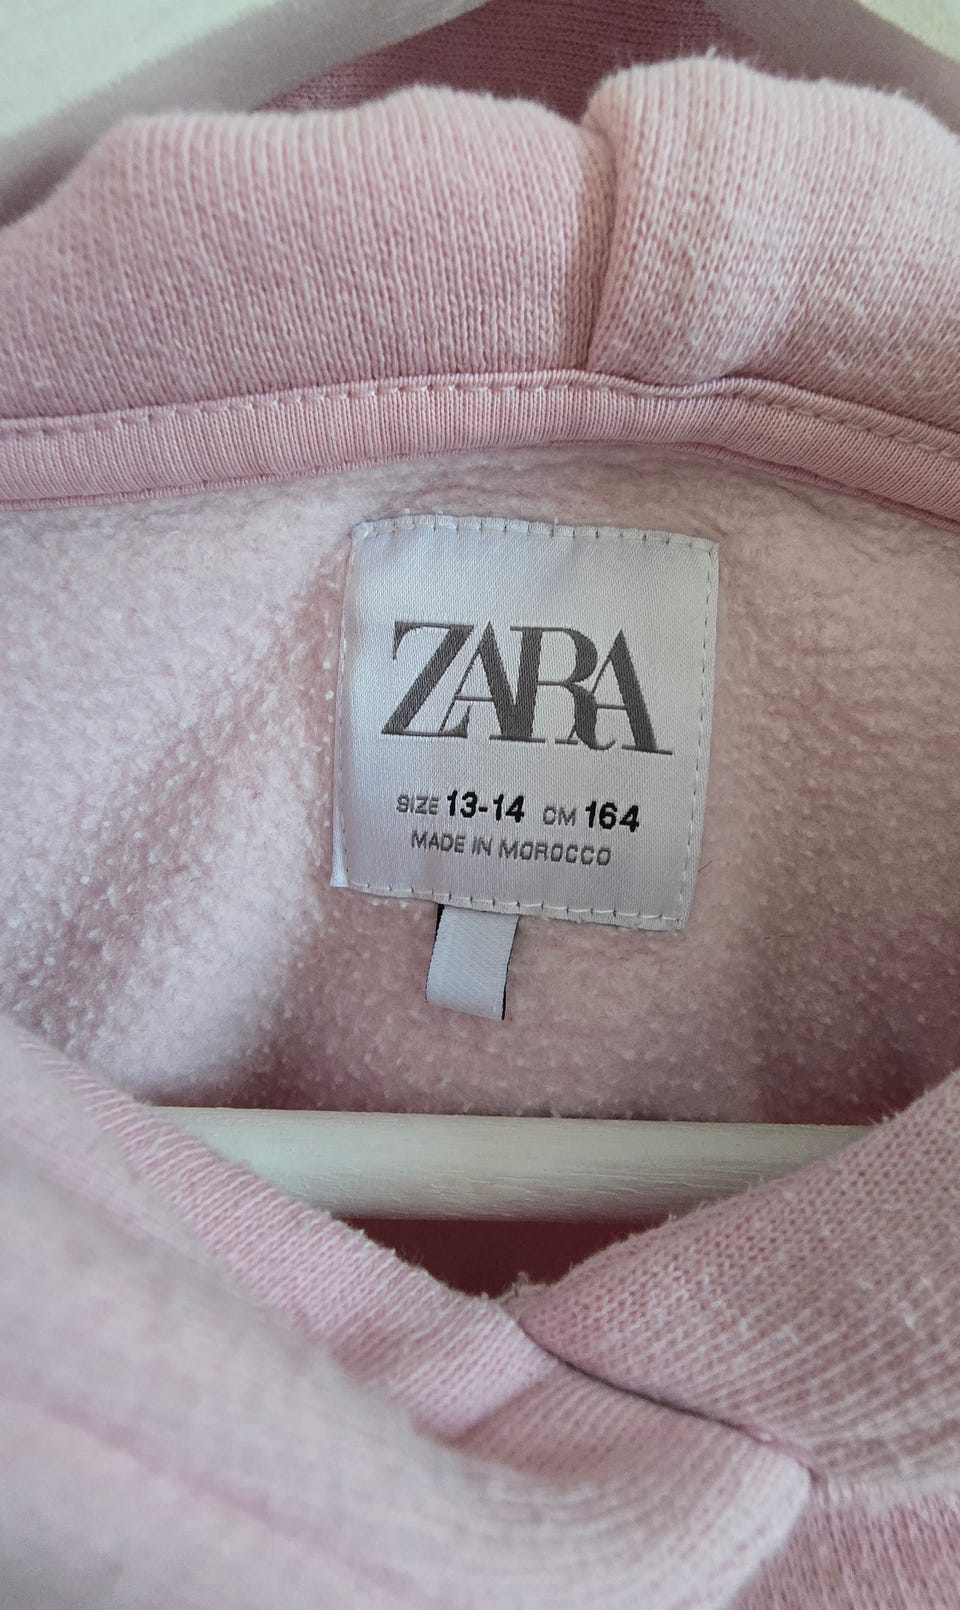 ZARA
SIZE 13-14 CM 164
MADE IN MOROCCO